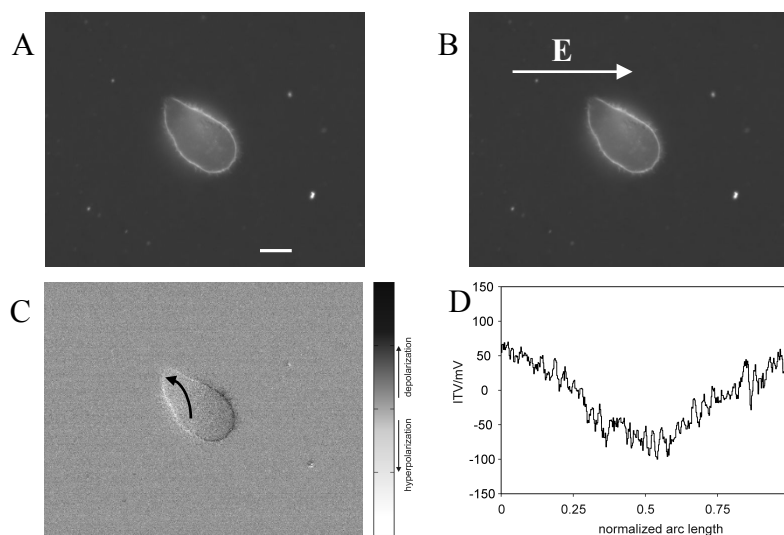 A
B
E
C
depolarization
hyperpolarization
D
150
100
50
0
-50
-100
-150
ITV/mV
0
0.25
0.5
0.75
normalized arc length